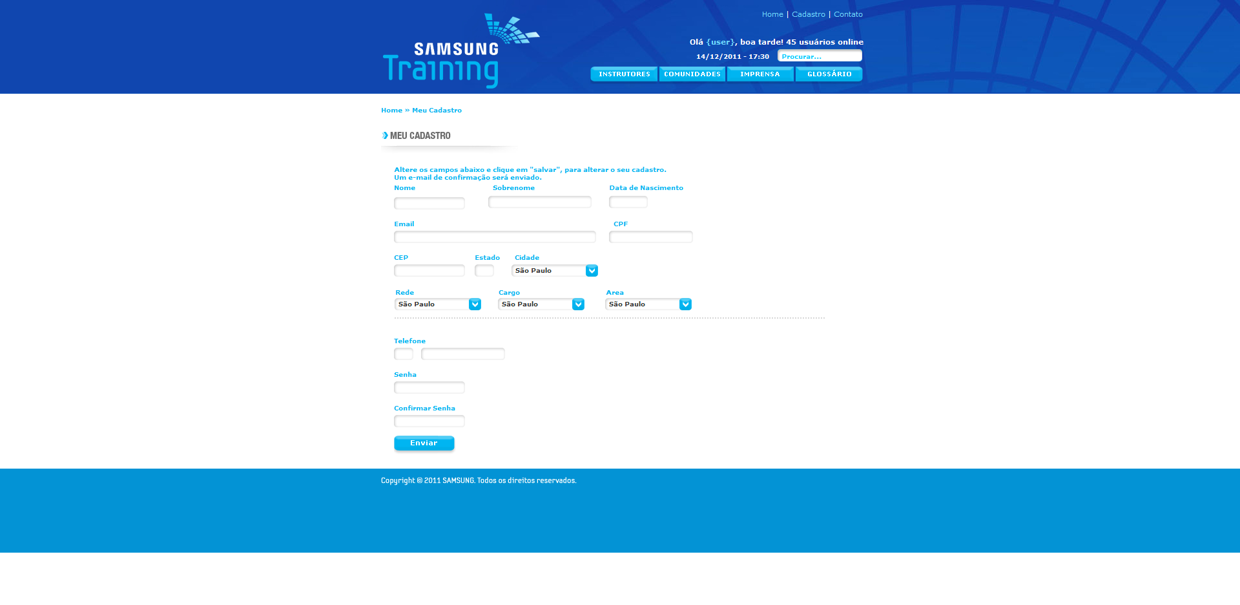 Home | Cadastro | Contato
SAMSUNG
Training
Olá {user}, boa tarde! 45 usuários online
14/12/2011 - 17:30 Procurar...
INSTRUTORES COMUNIDADES IMPRENSA GLOSSÁRIO
Home » Meu Cadastro
MEU CADASTRO
Altere os campos abaixo e clique em "salvar", para alterar o seu cadastro.
Um e-mail de confirmação será enviado.
Nome Sobrenome Data de Nascimento
Email CPF
CEP Estado Cidade
São Paulo
Rede Cargo Area
São Paulo São Paulo São Paulo
Telefone
Senha
Confirmar Senha
Enviar
Copyright @ 2011 SAMSUNG. Todos os direitos reservados.